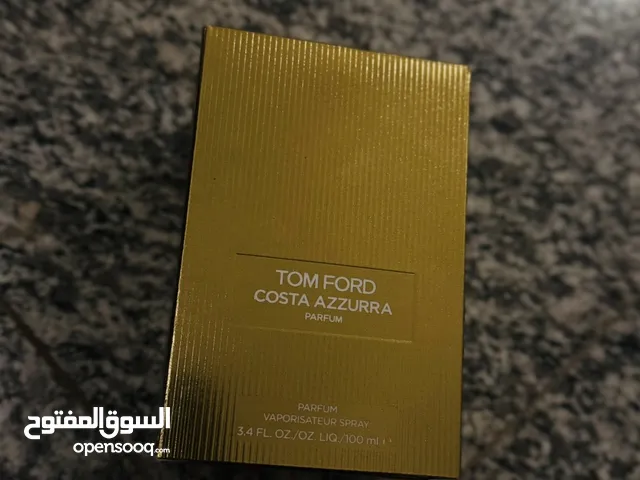 TOM FORD
COSTA AZZURRA
PARFUM
PARFUM
VAPORISATEUR SPRAY
3.4 FL. OZ./OZ. LIQ./100 ml ℮
السوق المفتوح
opensooq.com